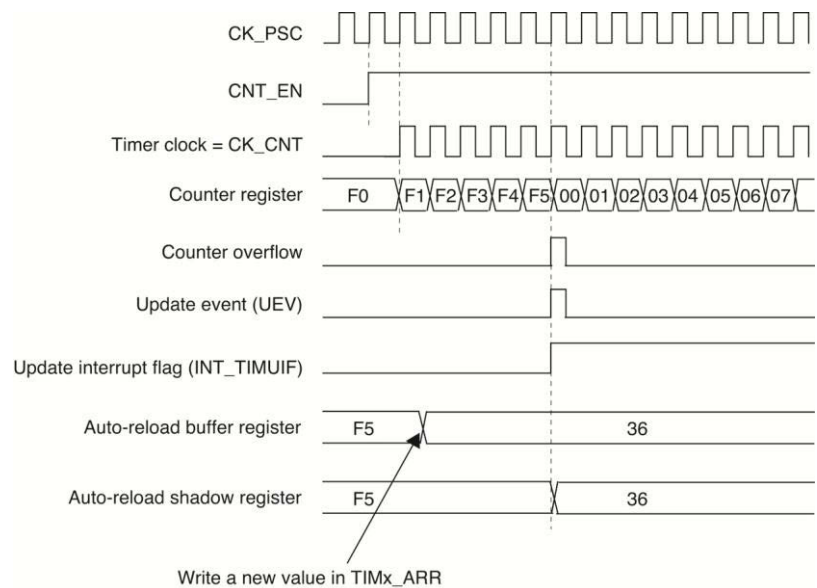 CK_PSC
CNT_EN
Timer clock = CK_CNT
Counter register F0 F1 F2 F3 F4 F5 00 01 02 03 04 05 06 07
Counter overflow
Update event (UEV)
Update interrupt flag (INT_TIMUIF)
Auto-reload buffer register F5 36
Auto-reload shadow register F5 36
Write a new value in TIMx_ARR